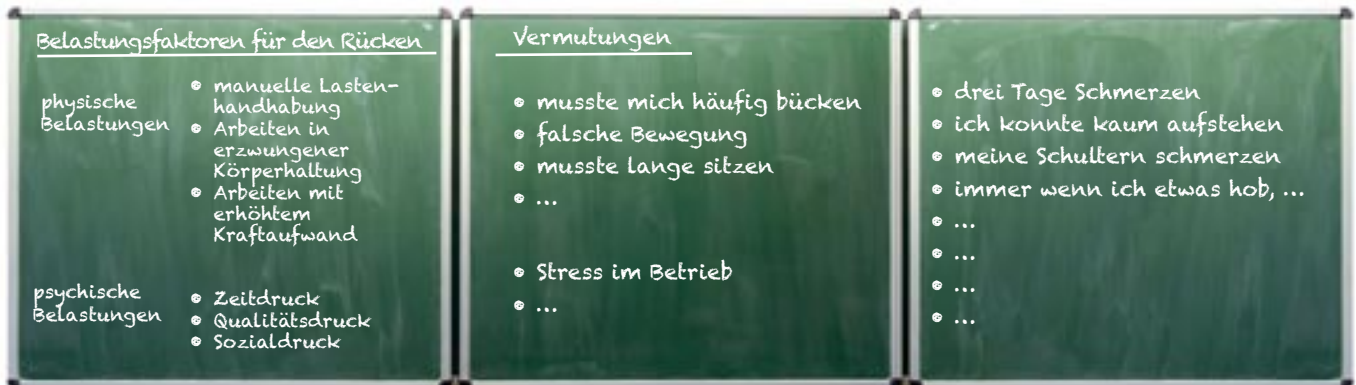 Belastungsfaktoren für den Rücken
physische
Belastungen
• manuelle Lasten-
handhabung
• Arbeiten in
erzwungener
Körperhaltung
• Arbeiten mit
erhöhtem
Kraftaufwand
psychische
Belastungen
• Zeitdruck
• Qualitätsdruck
• Sozialdruck
Vermutungen
• musste mich häufig bücken
• falsche Bewegung
• musste lange sitzen
• ...
• Stress im Betrieb
• ...
• drei Tage Schmerzen
• ich konnte kaum aufstehen
• meine Schultern schmerzen
• immer wenn ich etwas hob, ...
• ...
• ...
• ...
• ...